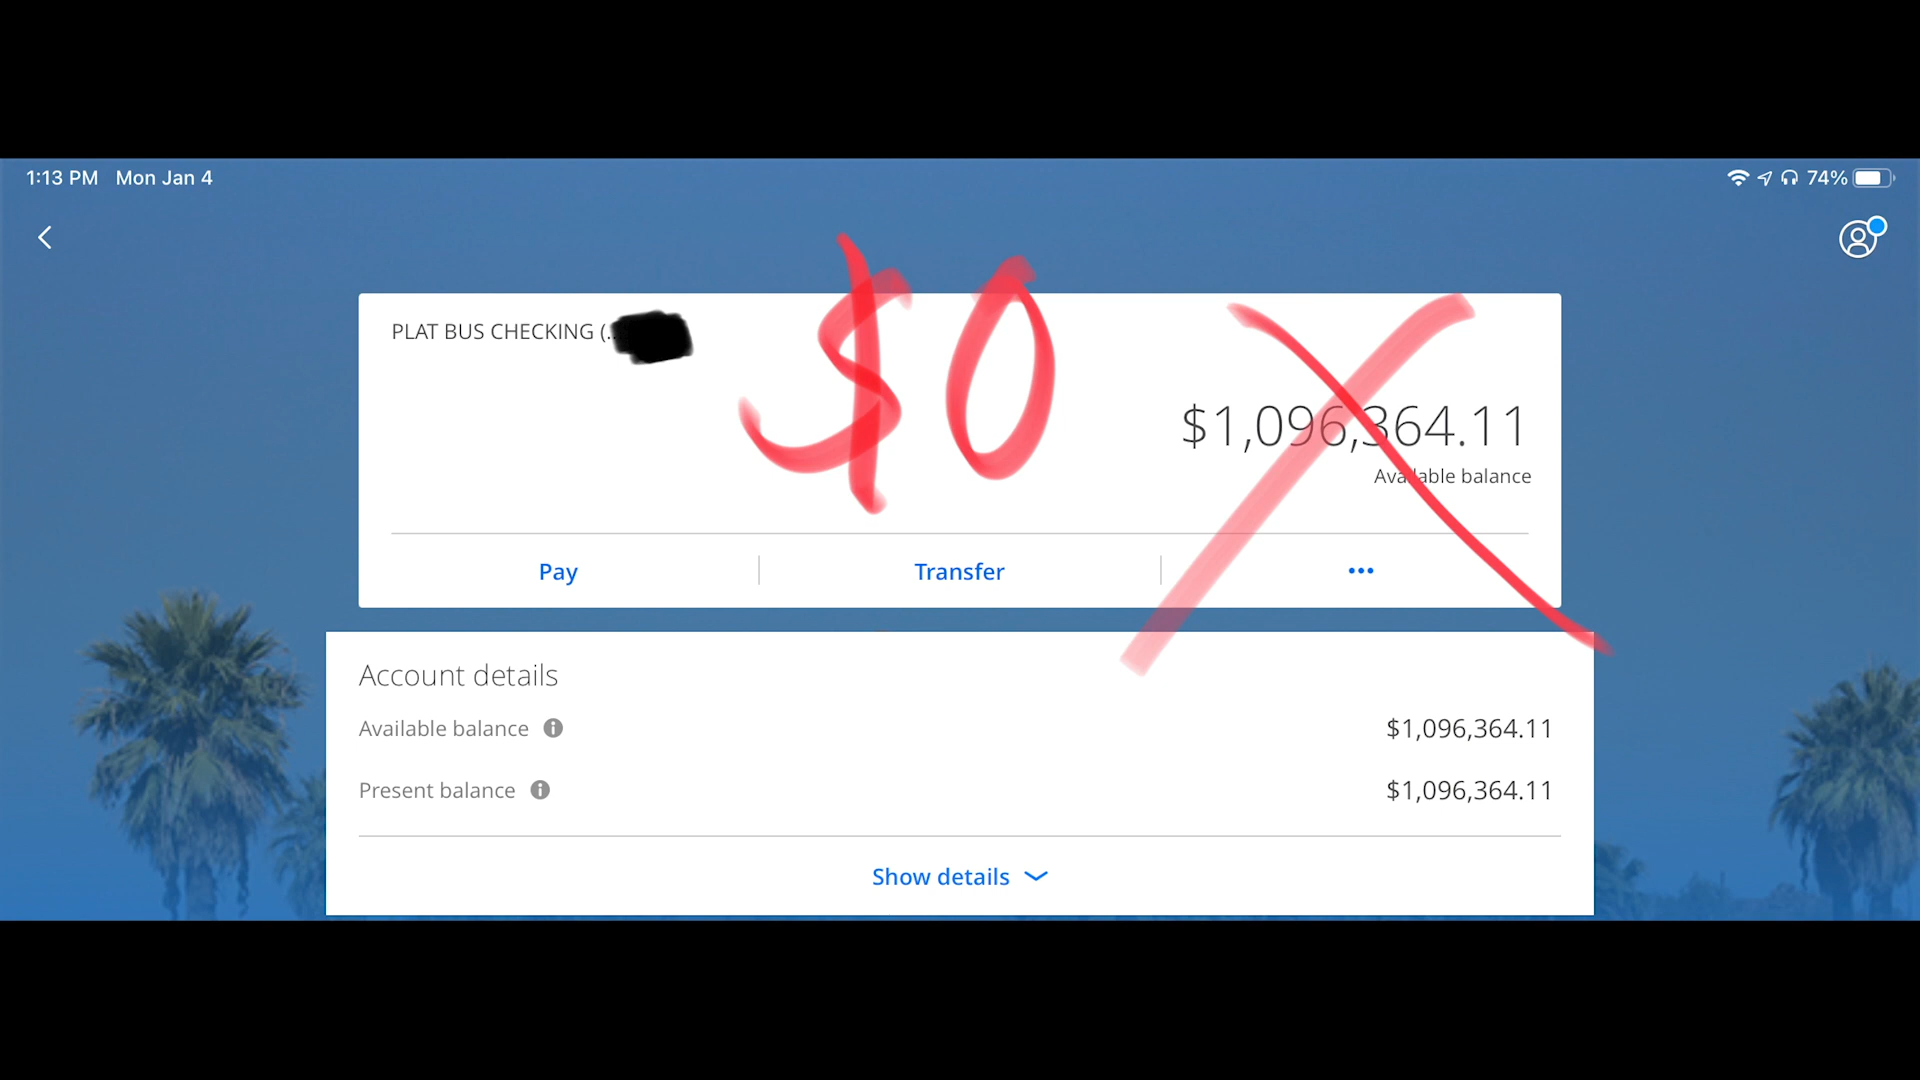 1:13 PM Mon Jan 4
74%
PLAT BUS CHECKING (..
$0
$1,096,364.11
Available balance
Pay
Transfer
Account details
Available balance
$1,096,364.11
Present balance
$1,096,364.11
Show details